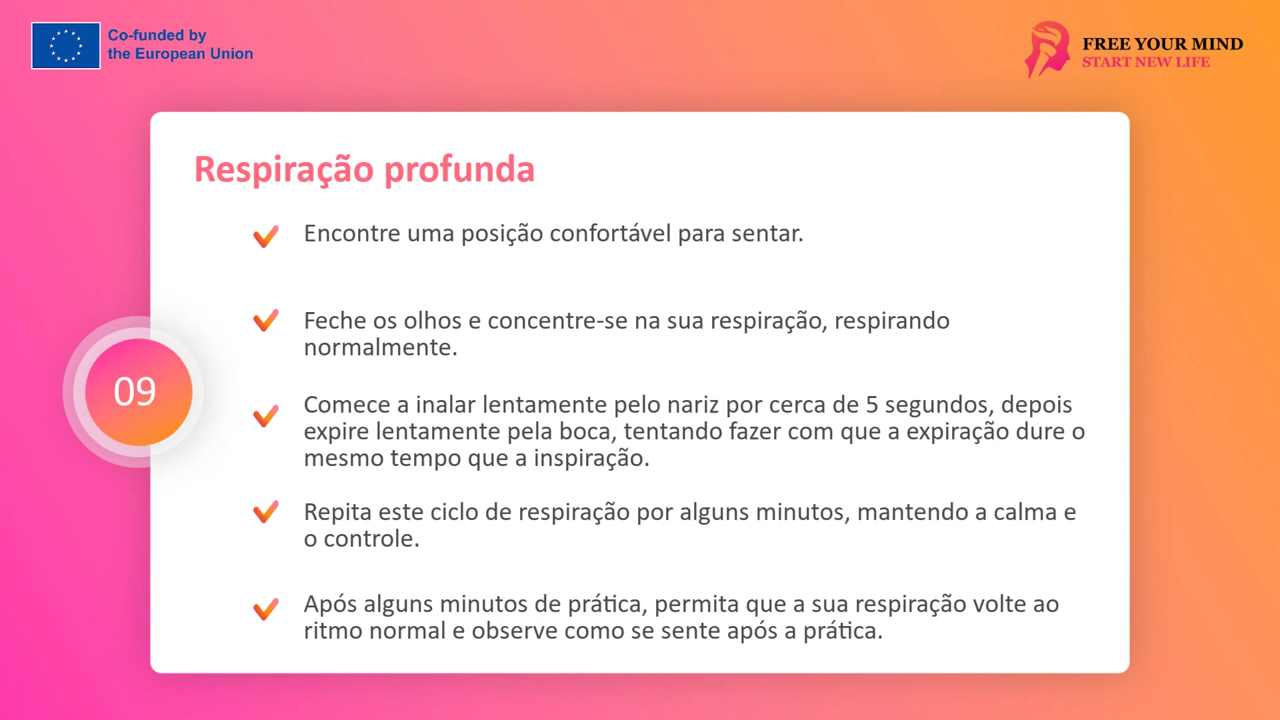 Co-funded by
the European Union
FREE YOUR MIND
START NEW LIFE
Respiração profunda
Encontre uma posição confortável para sentar.
Feche os olhos e concentre-se na sua respiração, respirando
normalmente.
09
Comece a inalar lentamente pelo nariz por cerca de 5 segundos, depois
expire lentamente pela boca, tentando fazer com que a expiração dure o
mesmo tempo que a inspiração.
Repita este ciclo de respiração por alguns minutos, mantendo a calma e
o controle.
Após alguns minutos de prática, permita que a sua respiração volte ao
ritmo normal e observe como se sente após a prática.